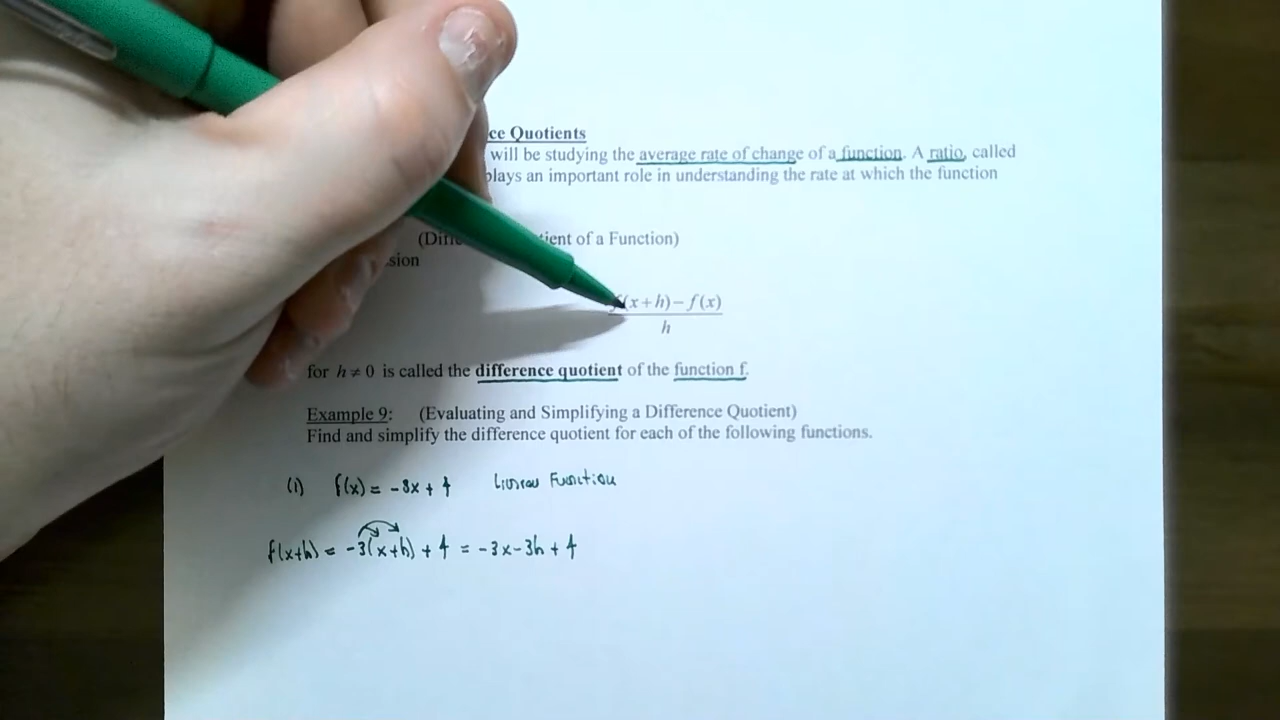 ce Quotients
will be studying the average rate of change of a function. A ratio, called
plays an important role in understanding the rate at which the function
(Diff tient of a Function)
sion
f(x+h)−f(x)
h
for h ≠ 0 is called the difference quotient of the function f.
Example 9: (Evaluating and Simplifying a Difference Quotient)
Find and simplify the difference quotient for each of the following functions.
(1) f(x) = -3x + 4 Linear Function
f(x+h) = -3(x+h) + 4 = -3x-3h + 4